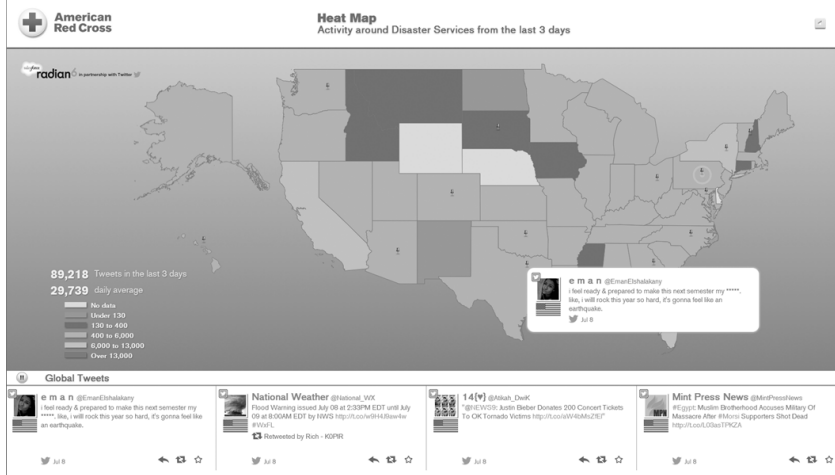 American
Red Cross
Heat Map
Activity around Disaster Services from the last 3 days
radian6 in partnership with Twitter
89,218 Tweets in the last 3 days
29,739 daily average
No data
Under 130
130 to 400
400 to 6,000
6,000 to 13,000
Over 13,000
e m a n @EmanElshalakany
i feel ready & prepared to make this next semester my *****,
like, i will rock this year so hard, it's gonna feel like an
earthquake.
Jul 8
Global Tweets
e m a n @EmanElshalakany
i feel ready & prepared to make this next semester my
*****, like, i will rock this year so hard, it's gonna feel like
an earthquake.
Jul 8
National Weather @National_WX
Flood Warning issued July 08 at 2:33PM EDT until July
09 at 8:00AM EDT by NWS
#WxFL
Retweeted by Rich - K0PIR
Jul 8
14(♥) @Atikah_DwiK
"@NEWS9: Justin Bieber Donates 200 Concert Tickets
To OK Tornado Victims
Jul 8
Mint Press News @MintPressNews
#Egypt: Muslim Brotherhood Accuses Military Of
Massacre After #Morsi Supporters Shot Dead
Jul 8